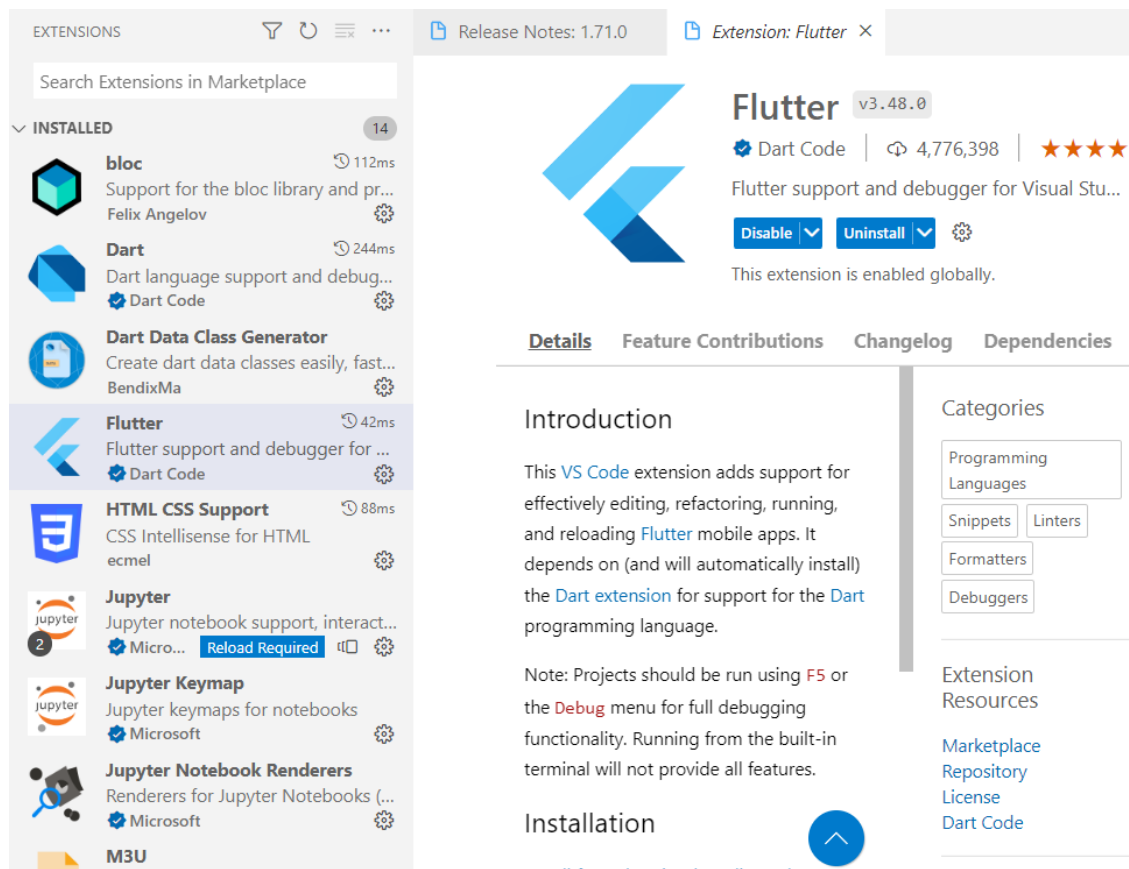 EXTENSIONS
Search Extensions in Marketplace
INSTALLED 14
bloc 112ms
Support for the bloc library and pr...
Felix Angelov
Dart 244ms
Dart language support and debug...
Dart Code
Dart Data Class Generator
Create dart data classes easily, fast...
BendixMa
Flutter 42ms
Flutter support and debugger for ...
Dart Code
HTML CSS Support 88ms
CSS Intellisense for HTML
ecmel
jupyter
2
Jupyter
Jupyter notebook support, interact...
Micro... Reload Required
jupyter
Jupyter Keymap
Jupyter keymaps for notebooks
Microsoft
Jupyter Notebook Renderers
Renderers for Jupyter Notebooks (...
Microsoft
M3U
Release Notes: 1.71.0
Extension: Flutter
Flutter v3.48.0
Dart Code 4,776,398
Flutter support and debugger for Visual Stu...
Disable Uninstall
This extension is enabled globally.
Details Feature Contributions Changelog Dependencies
Introduction
This VS Code extension adds support for
effectively editing, refactoring, running,
and reloading Flutter mobile apps. It
depends on (and will automatically install)
the Dart extension for support for the Dart
programming language.
Note: Projects should be run using F5 or
the Debug menu for full debugging
functionality. Running from the built-in
terminal will not provide all features.
Installation
Categories
Programming
Languages
Snippets Linters
Formatters
Debuggers
Extension
Resources
Marketplace
Repository
License
Dart Code